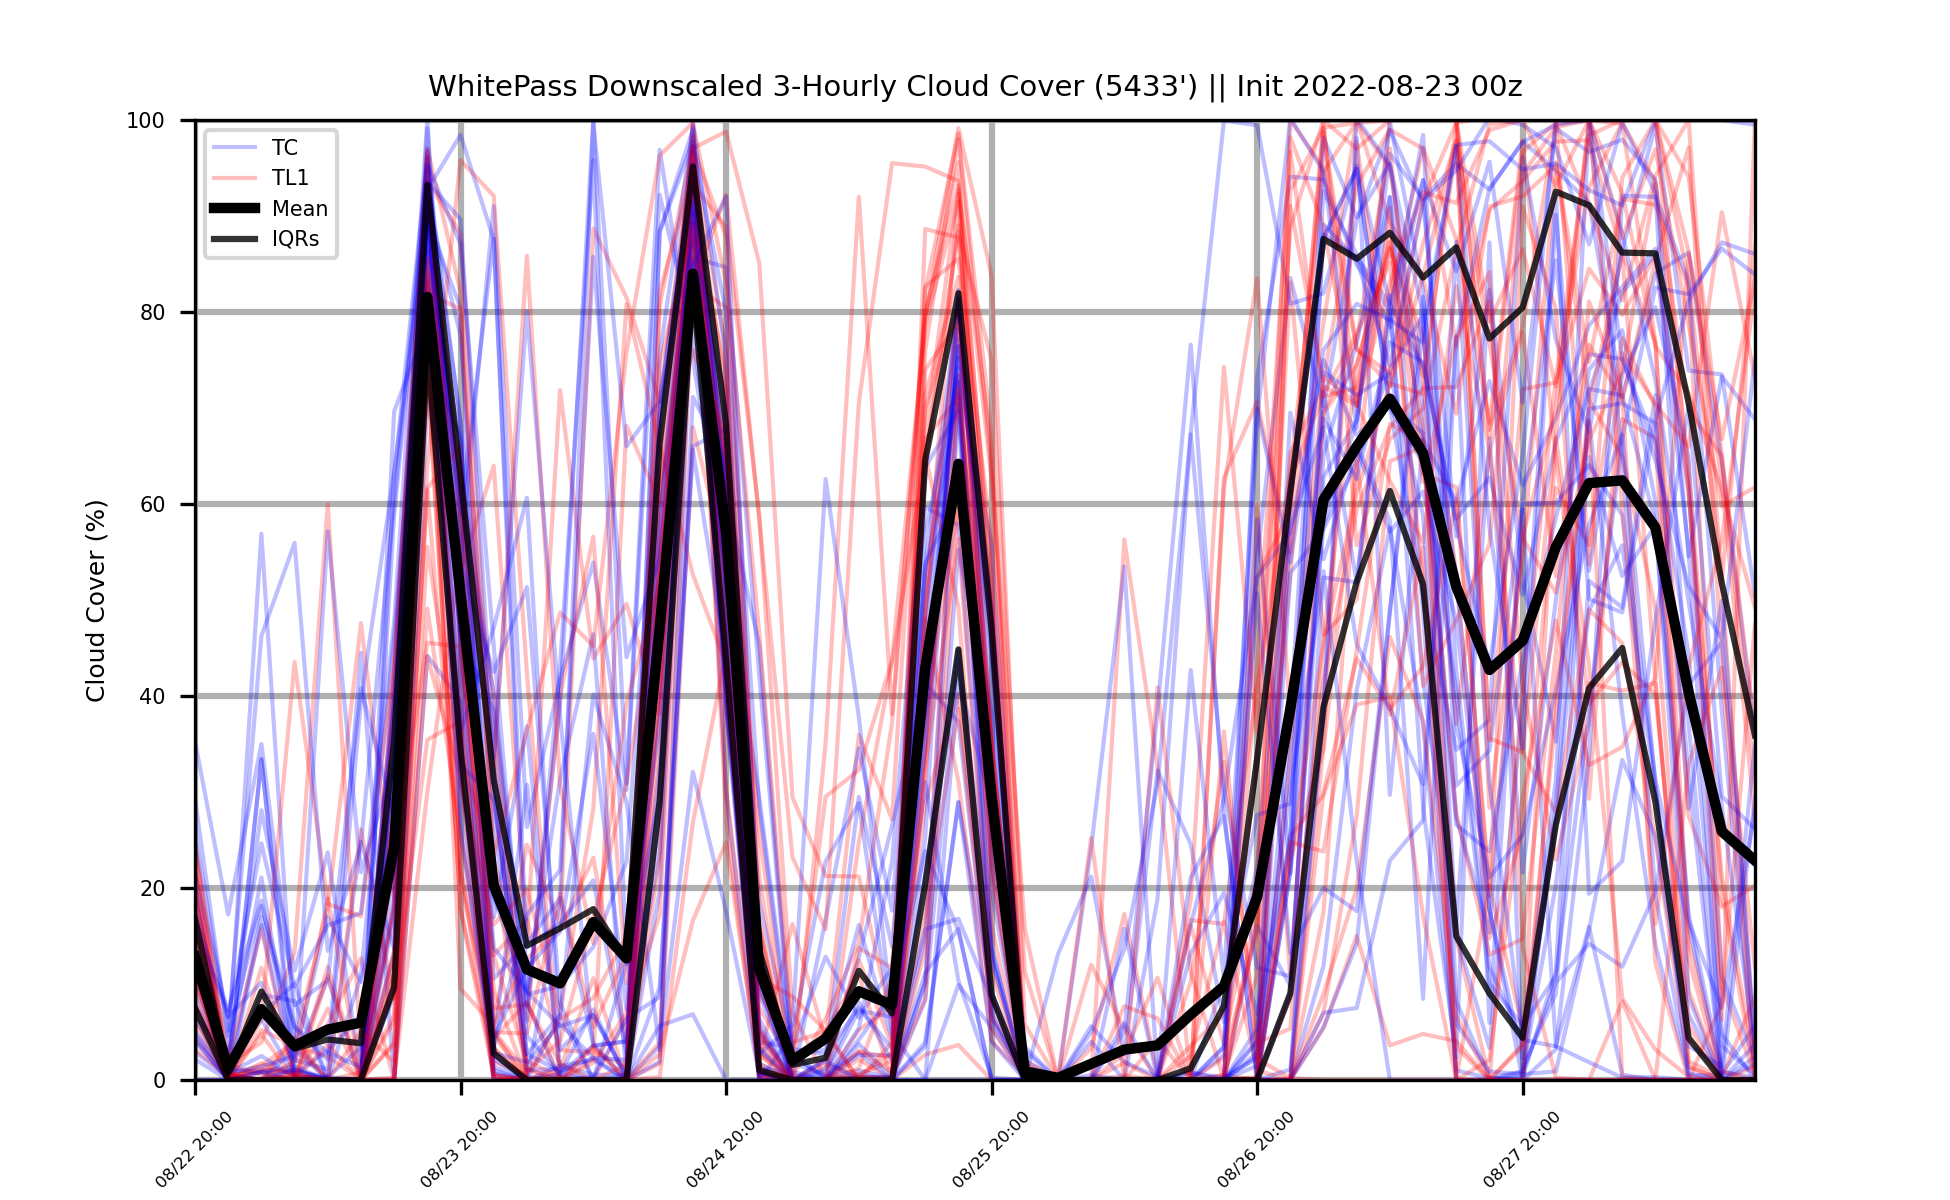 WhitePass Downscaled 3-Hourly Cloud Cover (5433') || Init 2022-08-23 00z
TC
TL1
Mean
IQRs
Cloud Cover (%)
100
80
60
40
20
0
08/22 20:00
08/23 20:00
08/24 20:00
08/25 20:00
08/26 20:00
08/27 20:00